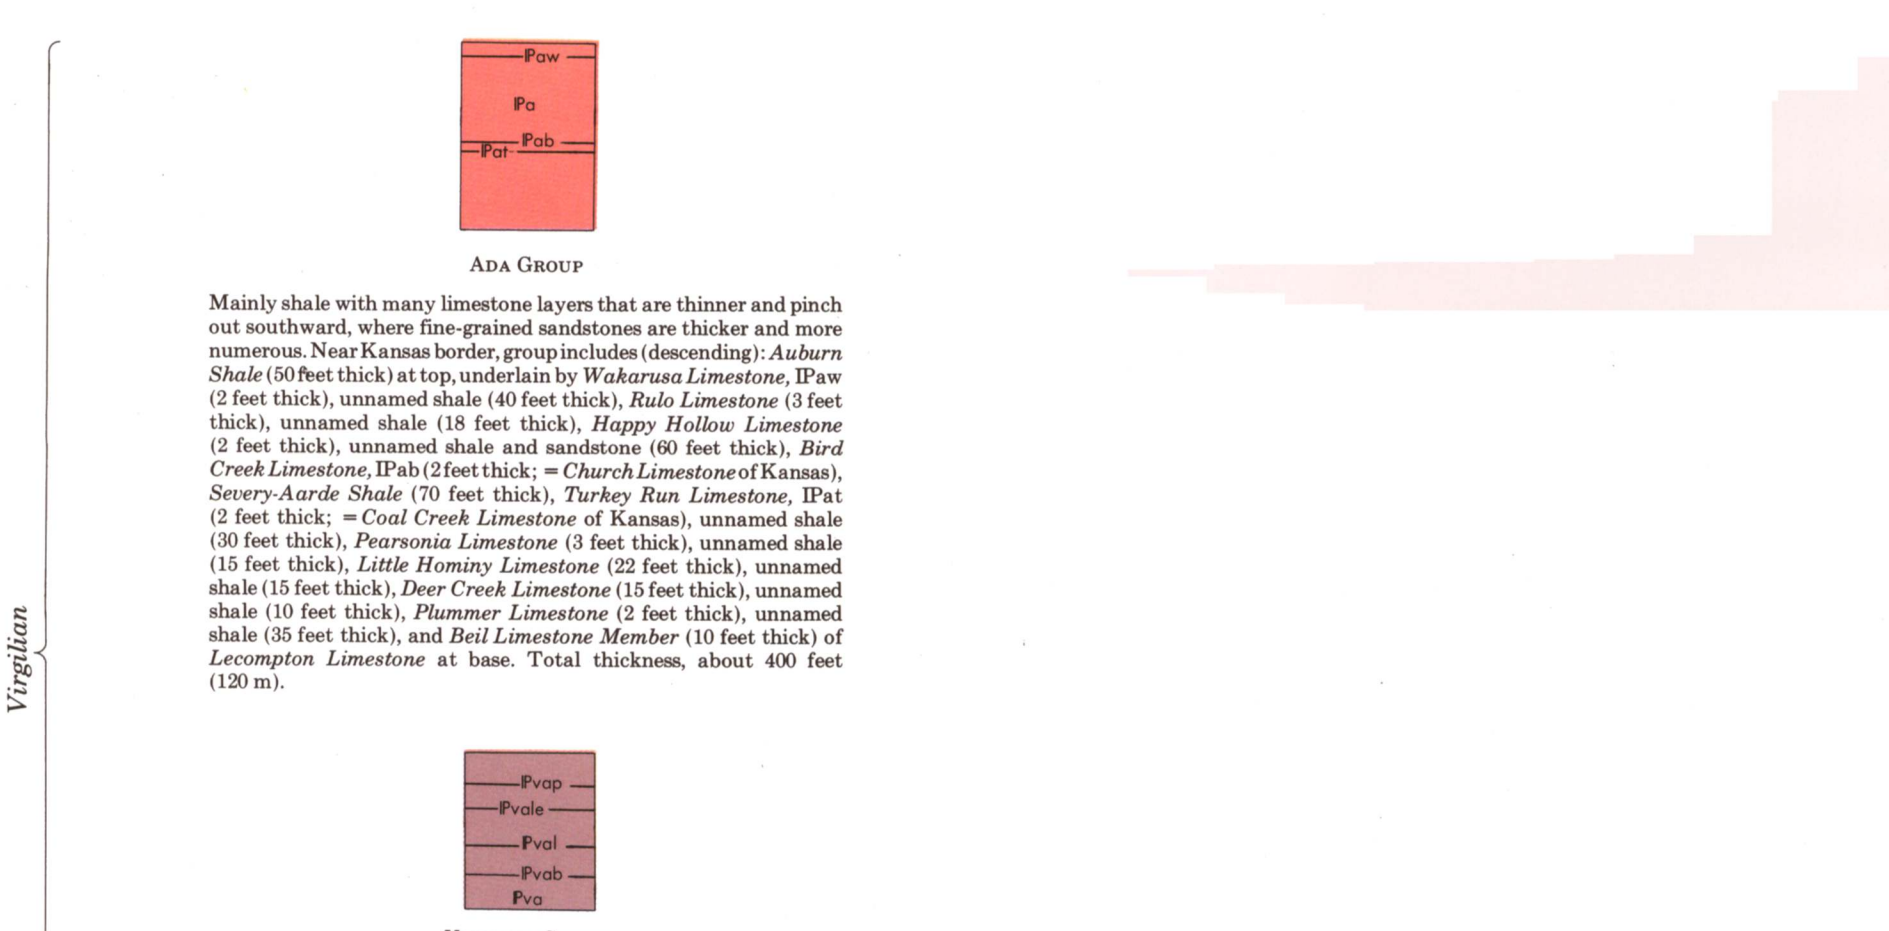 IPaw
IPa
IPab
IPat
ADA GROUP
Mainly shale with many limestone layers that are thinner and pinch
out southward, where fine-grained sandstones are thicker and more
numerous. Near Kansas border, group includes (descending): Auburn
Shale (50 feet thick) at top, underlain by Wakarusa Limestone, IPaw
(2 feet thick), unnamed shale (40 feet thick), Rulo Limestone (3 feet
thick), unnamed shale (18 feet thick), Happy Hollow Limestone
(2 feet thick), unnamed shale and sandstone (60 feet thick), Bird
Creek Limestone, IPab (2 feet thick; = Church Limestone of Kansas),
Severy-Aarde Shale (70 feet thick), Turkey Run Limestone, IPat
(2 feet thick; = Coal Creek Limestone of Kansas), unnamed shale
(30 feet thick), Pearsonia Limestone (3 feet thick), unnamed shale
(15 feet thick), Little Hominy Limestone (22 feet thick), unnamed
shale (15 feet thick), Deer Creek Limestone (15 feet thick), unnamed
shale (10 feet thick), Plummer Limestone (2 feet thick), unnamed
shale (35 feet thick), and Beil Limestone Member (10 feet thick) of
Lecompton Limestone at base. Total thickness, about 400 feet
(120 m).
Virgilian
IPvap
IPvale
IPval
IPvab
IPva